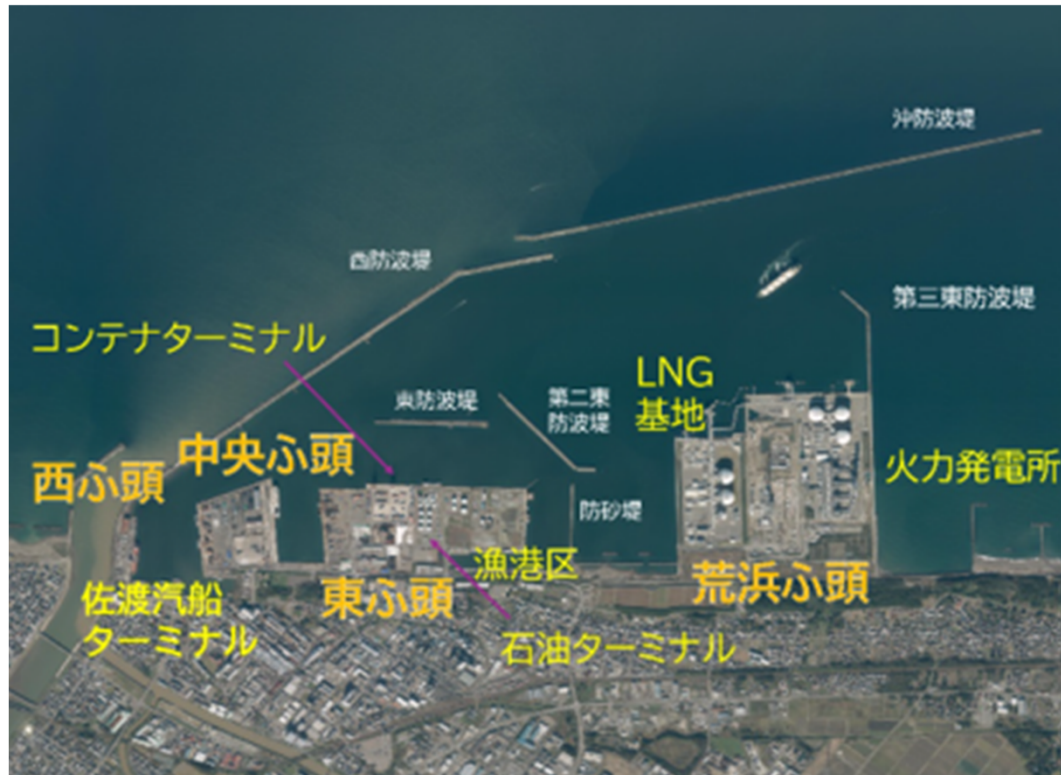 沖防波堤
西防波堤
第三東防波堤
コンテナターミナル
LNG
基地
東防波堤
第二東
防波堤
中央ふ頭
西ふ頭
火力発電所
防砂堤
漁港区
荒浜ふ頭
東ふ頭
佐渡汽船
ターミナル
石油ターミナル